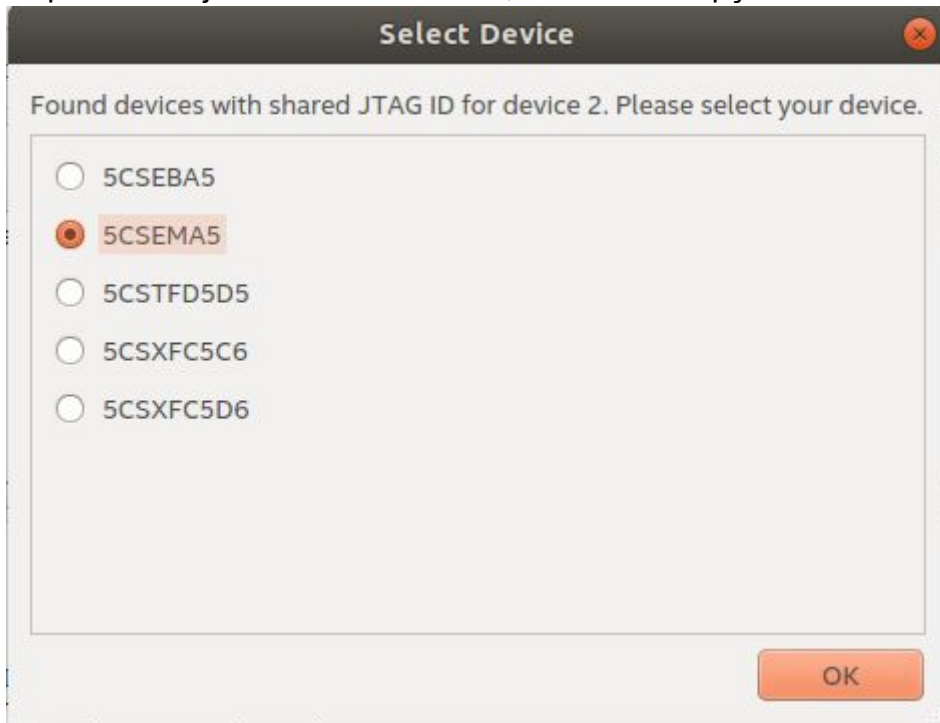 Select Device
Found devices with shared JTAG ID for device 2. Please select your device.
5CSEBA5
5CSEMA5
5CSTFD5D5
5CSXFC5C6
5CSXFC5D6
OK